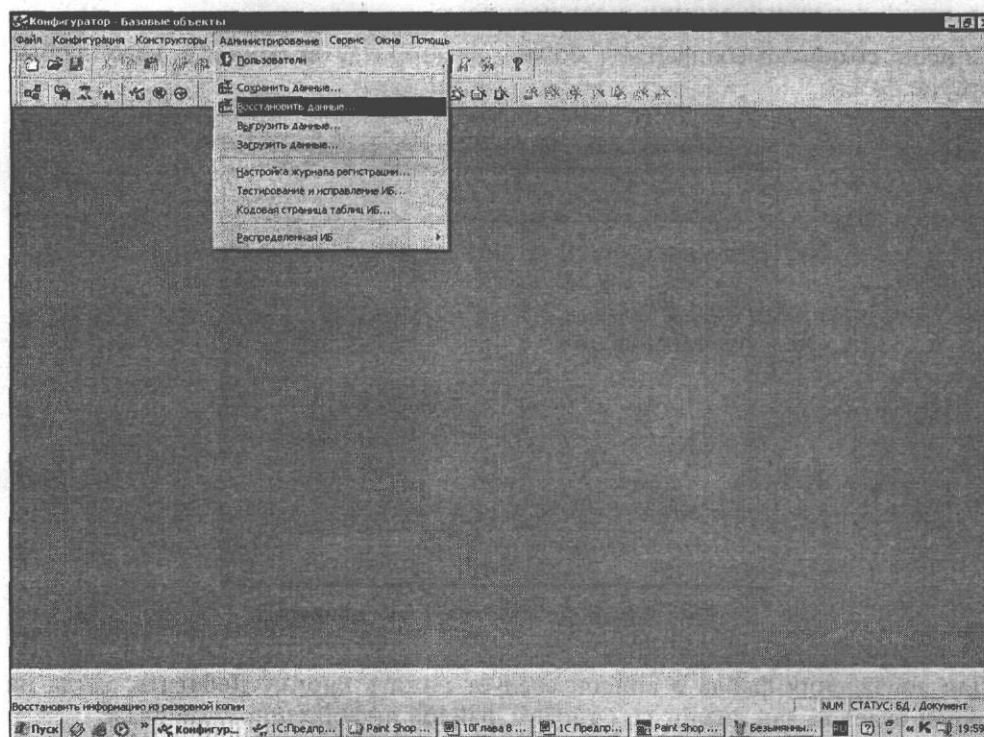 Конфигуратор - Базовые объекты
Файл Конфигурация Конструкторы Администрирование Сервис Окна Помощь
Пользователи
Сохранить данные...
Восстановить данные...
Выгрузить данные...
Загрузить данные...
Настройка журнала регистрации...
Тестирование и исправление ИБ...
Кодовая страница таблиц ИБ...
Распределенная ИБ
Восстановить информацию из резервной копии
NUM СТАТУС: БД , Документ
Пуск » Конфигур... 1С:Предпр... Paint Shop ... 10Глава 8 ... 1С Предпр... Paint Shop ... Безымянны... « K 19:59